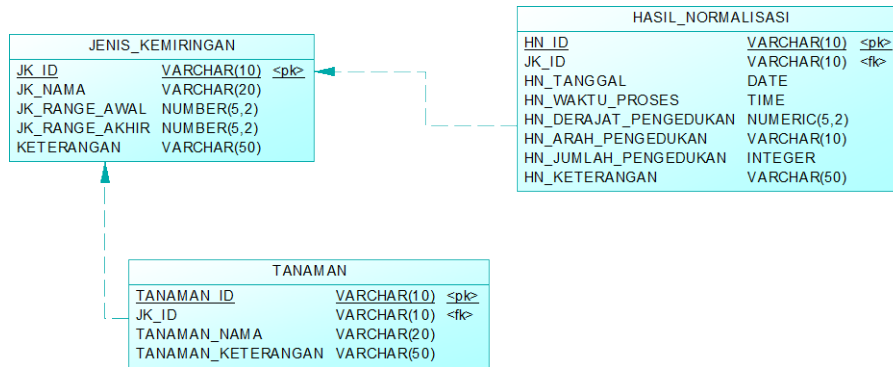 JENIS_KEMIRINGAN
JK_ID VARCHAR(10) <pk>
JK_NAMA VARCHAR(20)
JK_RANGE_AWAL NUMBER(5,2)
JK_RANGE_AKHIR NUMBER(5,2)
KETERANGAN VARCHAR(50)
HASIL_NORMALISASI
HN_ID VARCHAR(10) <pk>
JK_ID VARCHAR(10) <fk>
HN_TANGGAL DATE
HN_WAKTU_PROSES TIME
HN_DERAJAT_PENGEDUKAN NUMERIC(5,2)
HN_ARAH_PENGEDUKAN VARCHAR(10)
HN_JUMLAH_PENGEDUKAN INTEGER
HN_KETERANGAN VARCHAR(50)
TANAMAN
TANAMAN_ID VARCHAR(10) <pk>
JK_ID VARCHAR(10) <fk>
TANAMAN_NAMA VARCHAR(20)
TANAMAN_KETERANGAN VARCHAR(50)